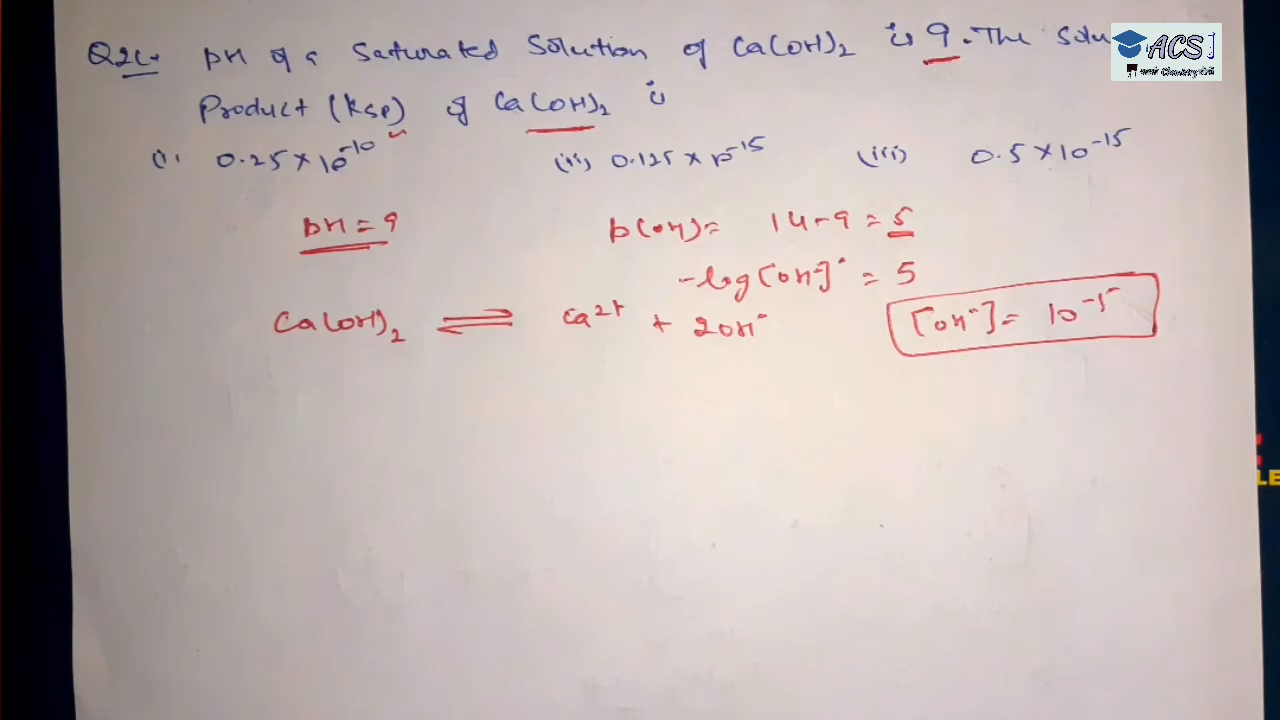 Q26. pH of a Saturated Solution of Ca(OH)2 is 9. The Solu
Product (Ksp) of Ca(OH)2 is
ACS
(i). 0.25 × 10^-10 (ii) 0.125 × 10^-15 (iii) 0.5 × 10^-15
pH = 9 p(OH) = 14 - 9 = 5
-log[OH-] = 5
Ca(OH)2 ⇌ Ca2+ + 2OH- [OH-] = 10^-5
LE